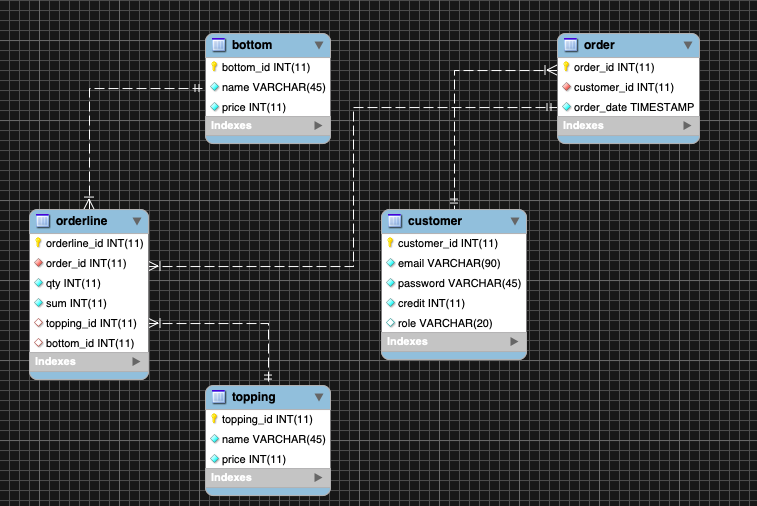 bottom
bottom_id INT(11)
name VARCHAR(45)
price INT(11)
Indexes
order
order_id INT(11)
customer_id INT(11)
order_date TIMESTAMP
Indexes
orderline
orderline_id INT(11)
order_id INT(11)
qty INT(11)
sum INT(11)
topping_id INT(11)
bottom_id INT(11)
Indexes
customer
customer_id INT(11)
email VARCHAR(90)
password VARCHAR(45)
credit INT(11)
role VARCHAR(20)
Indexes
topping
topping_id INT(11)
name VARCHAR(45)
price INT(11)
Indexes